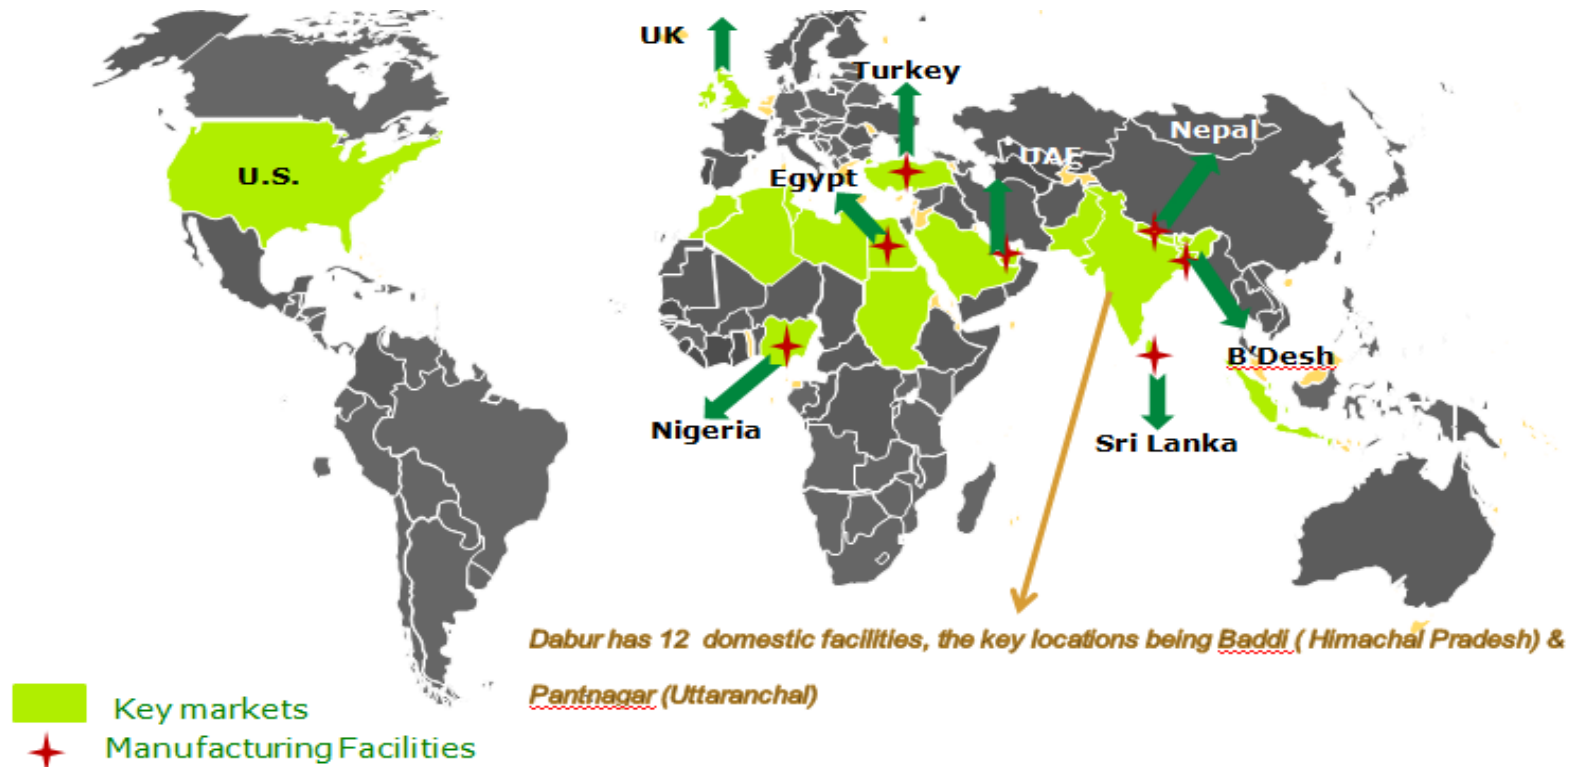 UK
Turkey
Nepal
UAE
U.S.
Egypt
B'Desh
Nigeria
Sri Lanka
Dabur has 12 domestic facilities, the key locations being Baddi ( Himachal Pradesh) &
Pantnagar (Uttaranchal)
Key markets
Manufacturing Facilities